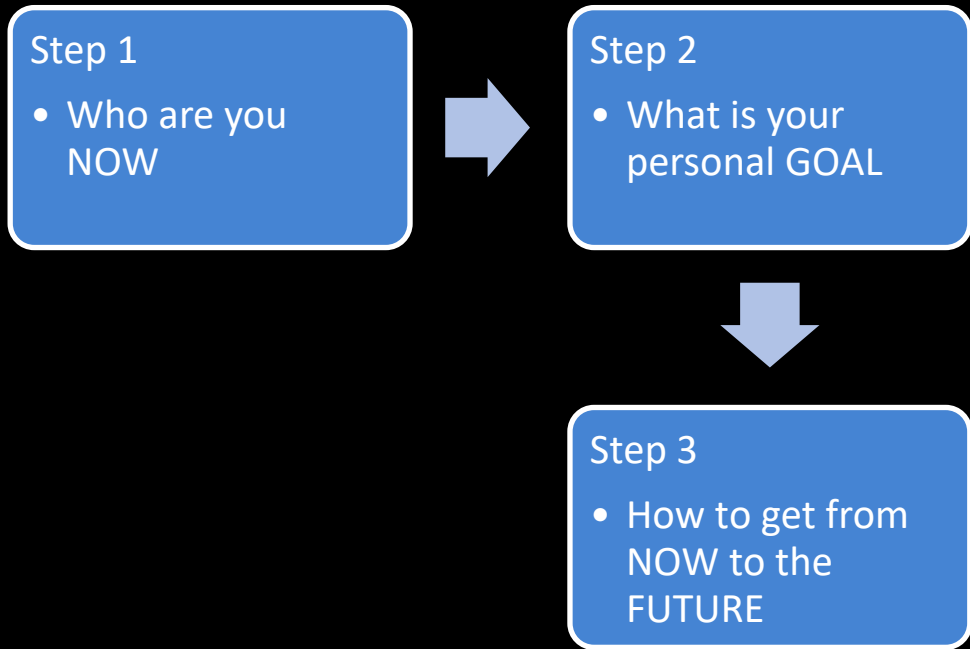 Step 1
• Who are you
NOW
Step 2
• What is your
personal GOAL
Step 3
• How to get from
NOW to the
FUTURE